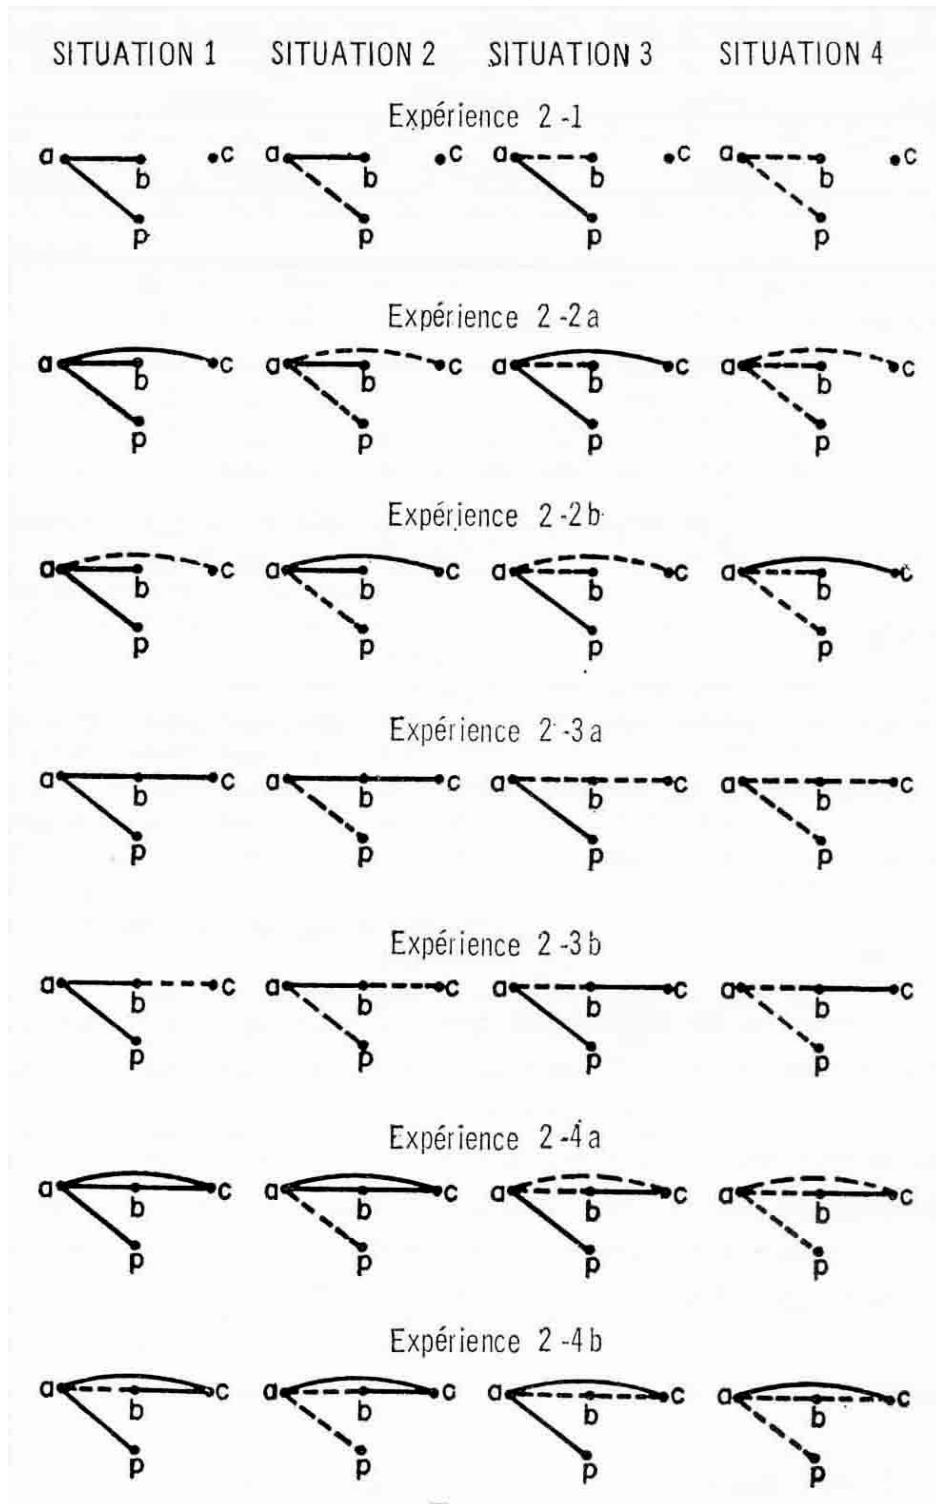 SITUATION 1 SITUATION 2 SITUATION 3 SITUATION 4
Expérience 2-1
a b c p a b c p a b c p a b c p
Expérience 2-2a
a b c p a b c p a b c p a b c p
Expérience 2-2b
a b c p a b c p a b c p a b c p
Expérience 2-3a
a b c p a b c p a b c p a b c p
Expérience 2-3b
a b c p a b c p a b c p a b c p
Expérience 2-4a
a b c p a b c p a b c p a b c p
Expérience 2-4b
a b c p a b c p a b c p a b c p